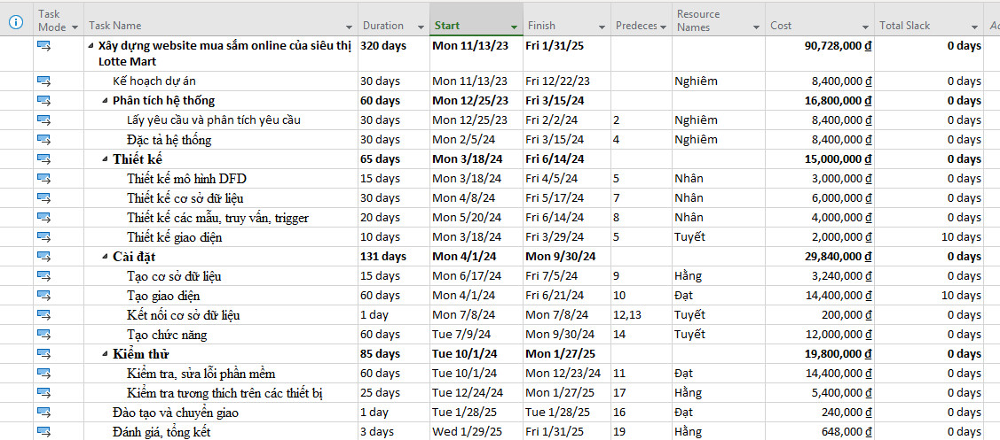 Task Mode Task Name Duration Start Finish Predeces Resource Names Cost Total Slack Ac
Xây dựng website mua sắm online của siêu thị Lotte Mart 320 days Mon 11/13/23 Fri 1/31/25 90,728,000 ₫ 0 days
Kế hoạch dự án 30 days Mon 11/13/23 Fri 12/22/23 Nghiêm 8,400,000 ₫ 0 days
Phân tích hệ thống 60 days Mon 12/25/23 Fri 3/15/24 16,800,000 ₫ 0 days
Lấy yêu cầu và phân tích yêu cầu 30 days Mon 12/25/23 Fri 2/2/24 2 Nghiêm 8,400,000 ₫ 0 days
Đặc tả hệ thống 30 days Mon 2/5/24 Fri 3/15/24 4 Nghiêm 8,400,000 ₫ 0 days
Thiết kế 65 days Mon 3/18/24 Fri 6/14/24 15,000,000 ₫ 0 days
Thiết kế mô hình DFD 15 days Mon 3/18/24 Fri 4/5/24 5 Nhân 3,000,000 ₫ 0 days
Thiết kế cơ sở dữ liệu 30 days Mon 4/8/24 Fri 5/17/24 7 Nhân 6,000,000 ₫ 0 days
Thiết kế các mẫu, truy vấn, trigger 20 days Mon 5/20/24 Fri 6/14/24 8 Nhân 4,000,000 ₫ 0 days
Thiết kế giao diện 10 days Mon 3/18/24 Fri 3/29/24 5 Tuyết 2,000,000 ₫ 10 days
Cài đặt 131 days Mon 4/1/24 Mon 9/30/24 29,840,000 ₫ 0 days
Tạo cơ sở dữ liệu 15 days Mon 6/17/24 Fri 7/5/24 9 Hằng 3,240,000 ₫ 0 days
Tạo giao diện 60 days Mon 4/1/24 Fri 6/21/24 10 Đạt 14,400,000 ₫ 10 days
Kết nối cơ sở dữ liệu 1 day Mon 7/8/24 Mon 7/8/24 12,13 Tuyết 200,000 ₫ 0 days
Tạo chức năng 60 days Tue 7/9/24 Mon 9/30/24 14 Tuyết 12,000,000 ₫ 0 days
Kiểm thử 85 days Tue 10/1/24 Mon 1/27/25 19,800,000 ₫ 0 days
Kiểm tra, sửa lỗi phần mềm 60 days Tue 10/1/24 Mon 12/23/24 11 Đạt 14,400,000 ₫ 0 days
Kiểm tra tương thích trên các thiết bị 25 days Tue 12/24/24 Mon 1/27/25 17 Hằng 5,400,000 ₫ 0 days
Đào tạo và chuyển giao 1 day Tue 1/28/25 Tue 1/28/25 16 Đạt 240,000 ₫ 0 days
Đánh giá, tổng kết 3 days Wed 1/29/25 Fri 1/31/25 19 Hằng 648,000 ₫ 0 days